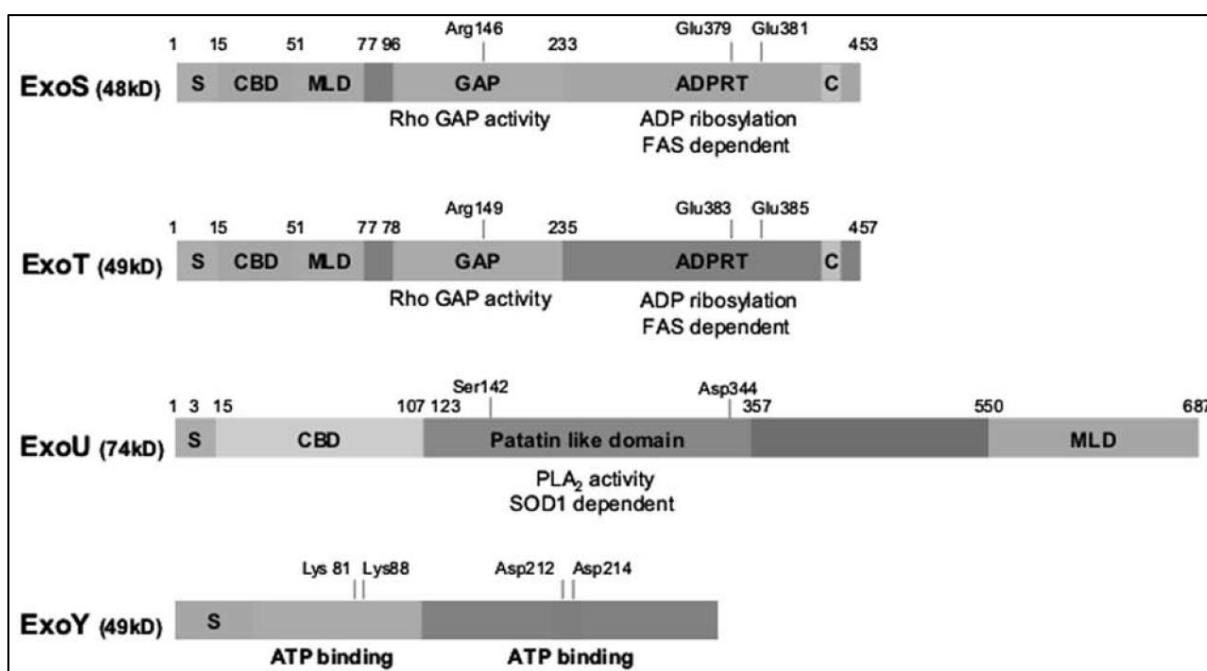 Arg146 Glu379 Glu381
1 15 51 77 96 233 453
ExoS (48kD) S CBD MLD GAP ADPRT C
Rho GAP activity ADP ribosylation
FAS dependent
Arg149 Glu383 Glu385
1 15 51 77 78 235 457
ExoT (49kD) S CBD MLD GAP ADPRT C
Rho GAP activity ADP ribosylation
FAS dependent
Ser142 Asp344
1 3 15 107 123 357 550 687
ExoU (74kD) S CBD Patatin like domain MLD
PLA₂ activity
SOD1 dependent
Lys 81 Lys88 Asp212 Asp214
ExoY (49kD) S
ATP binding ATP binding